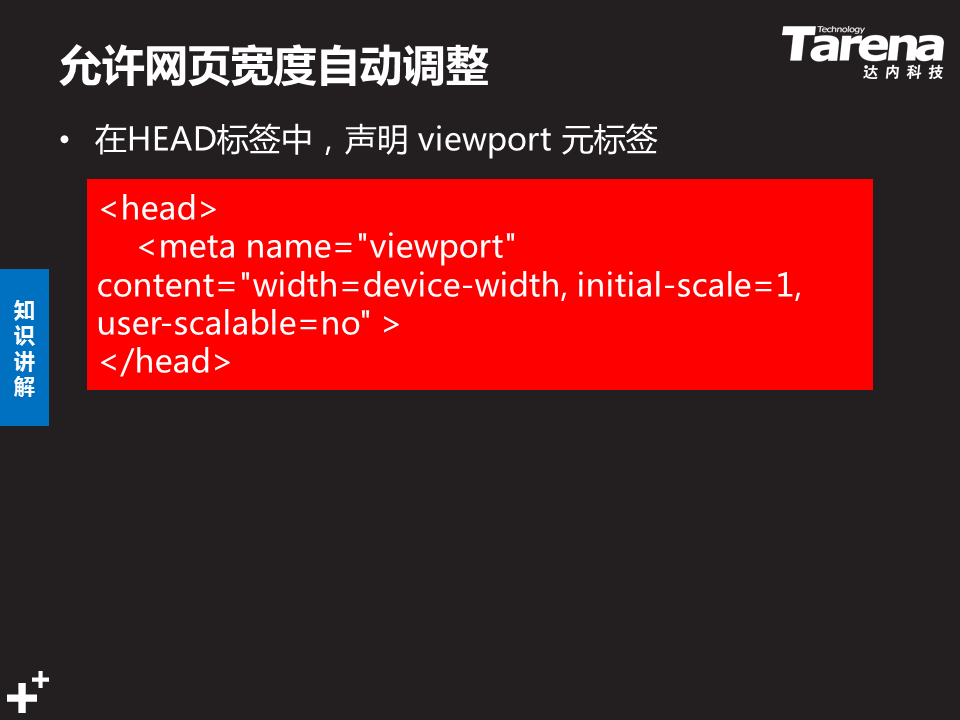 允许网页宽度自动调整
Technology
Tarena
达内科技
• 在HEAD标签中，声明 viewport 元标签
<head>
<meta name="viewport"
content="width=device-width, initial-scale=1,
user-scalable=no" >
</head>
知
识
讲
解